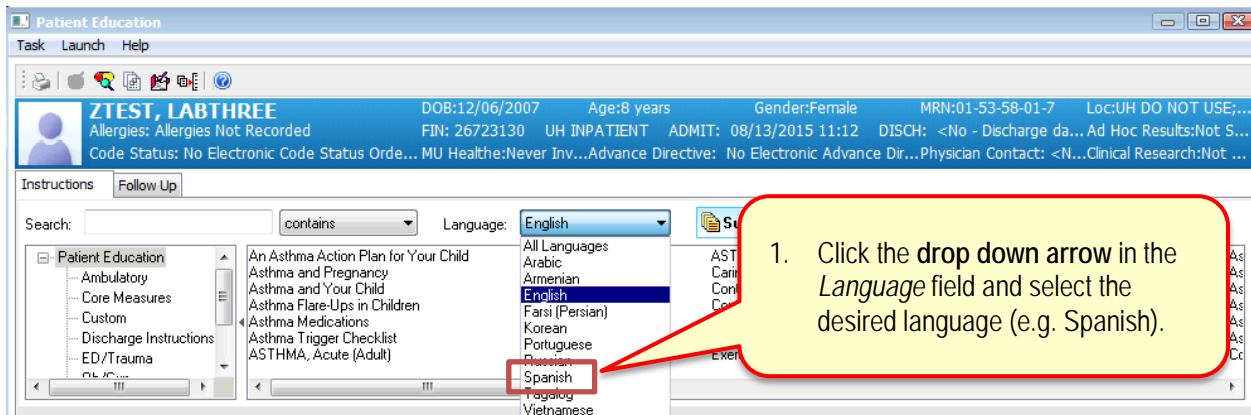 Patient Education
Task Launch Help
ZTEST, LABTHREE DOB:12/06/2007 Age:8 years Gender:Female MRN:01-53-58-01-7 Loc:UH DO NOT USE;...
Allergies: Allergies Not Recorded FIN: 26723130 UH INPATIENT ADMIT: 08/13/2015 11:12 DISCH: <No - Discharge da... Ad Hoc Results:Not S...
Code Status: No Electronic Code Status Orde... MU Healthe:Never Inv... Advance Directive: No Electronic Advance Dir... Physician Contact: <N... Clinical Research:Not ...
Instructions Follow Up
Search: contains Language: English
Patient Education
Ambulatory
Core Measures
Custom
Discharge Instructions
ED/Trauma
An Asthma Action Plan for Your Child
Asthma and Pregnancy
Asthma and Your Child
Asthma Flare-Ups in Children
Asthma Medications
Asthma Trigger Checklist
ASTHMA, Acute (Adult)
All Languages
Arabic
Armenian
English
Farsi (Persian)
Korean
Portuguese
Russian
Spanish
Tagalog
Vietnamese
1. Click the drop down arrow in the
Language field and select the
desired language (e.g. Spanish).